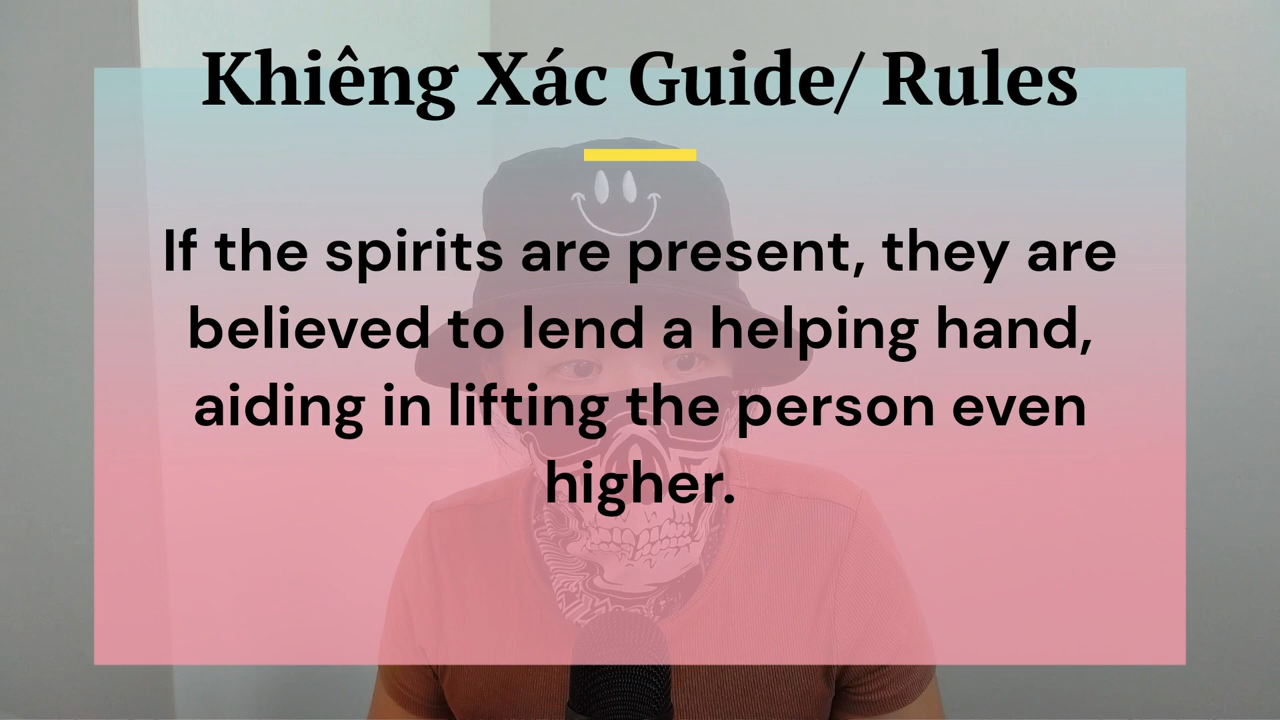 Khiêng Xác Guide/ Rules
If the spirits are present, they are
believed to lend a helping hand,
aiding in lifting the person even
higher.